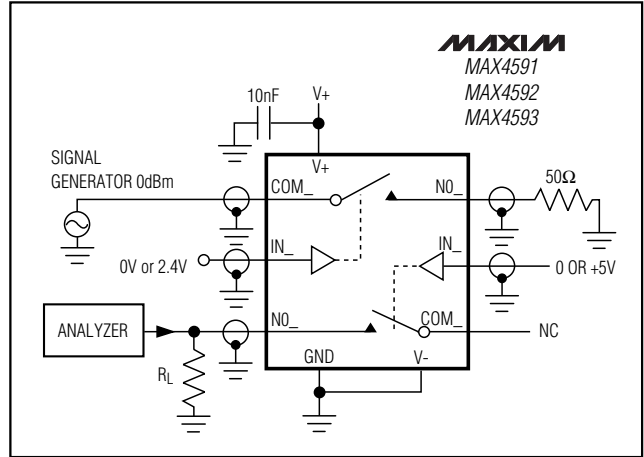 MAXIM
MAX4591
MAX4592
MAX4593
10nF
V+
V+
SIGNAL
GENERATOR 0dBm
COM_
N0_
50Ω
IN_
IN_
0V or 2.4V
0 OR +5V
ANALYZER
N0_
COM_
NC
RL
GND
V-